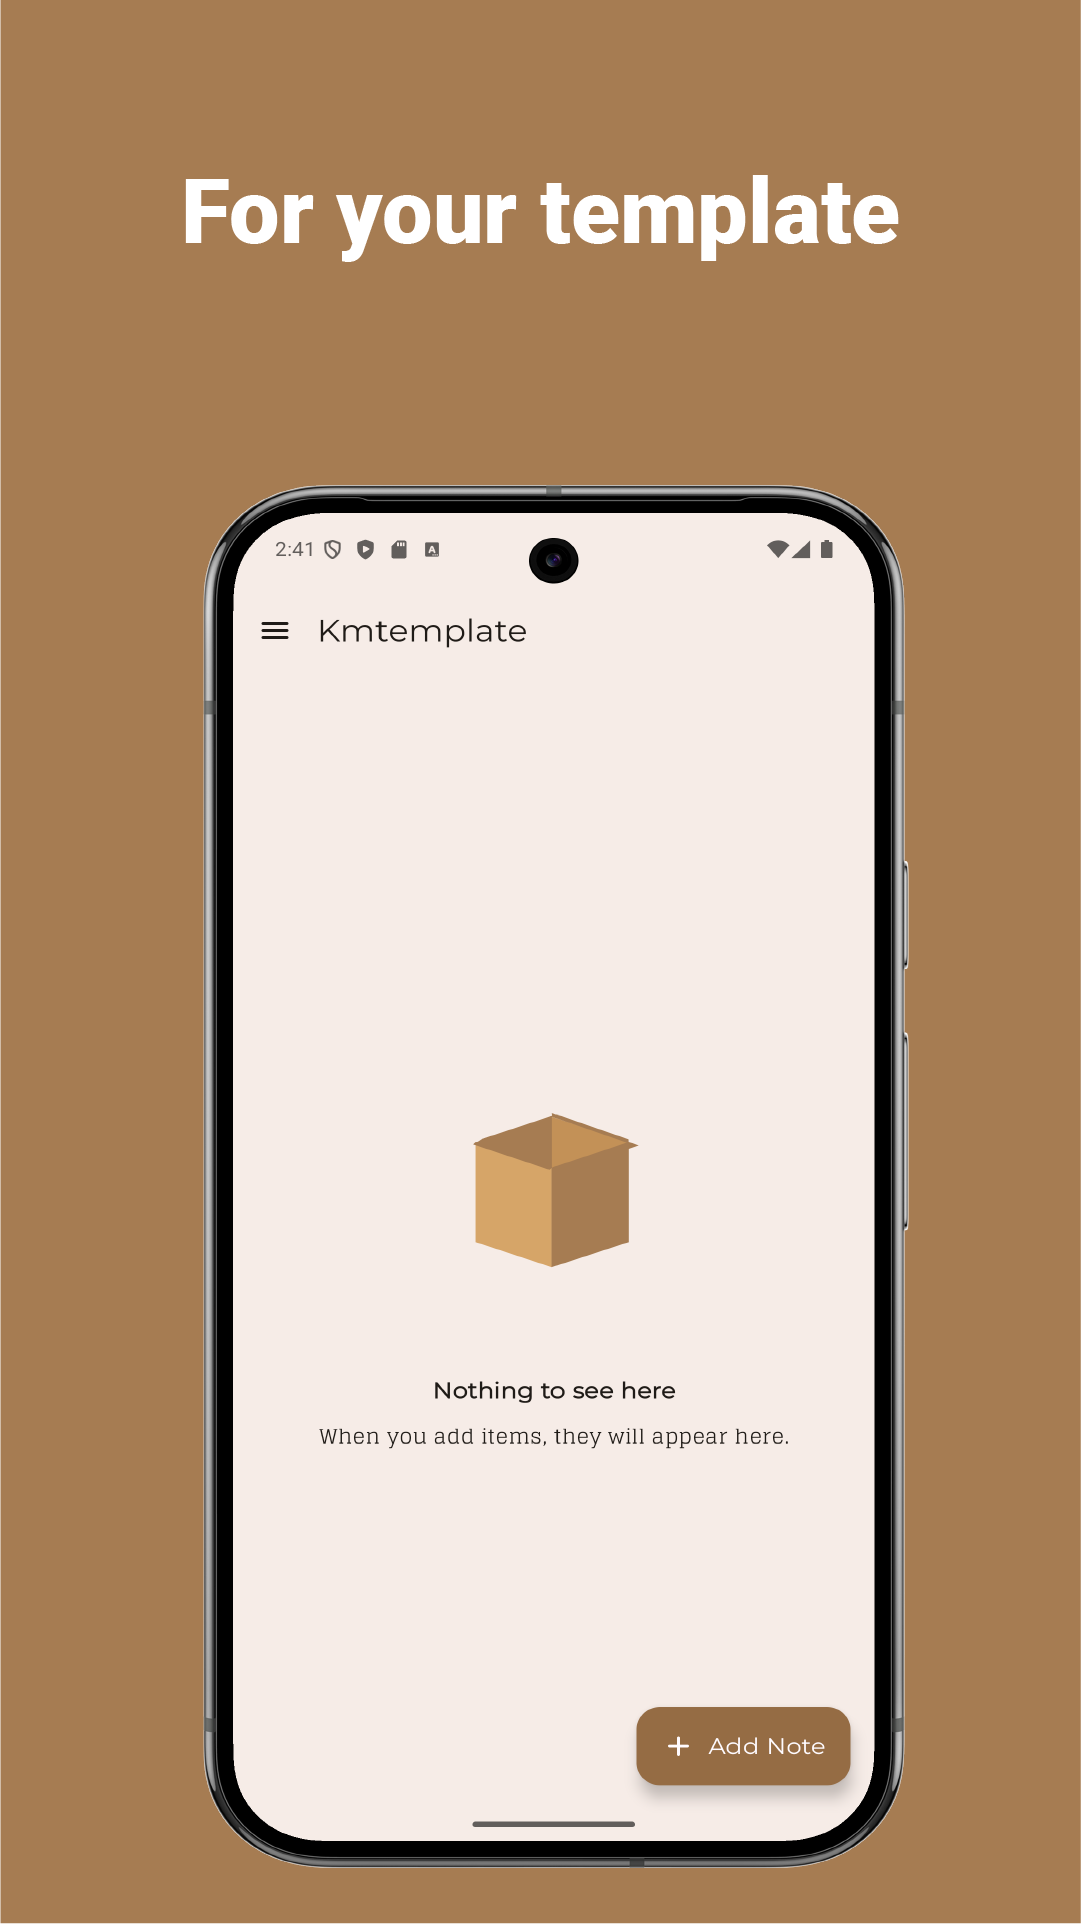 For your template
2:41
Kmtemplate
Nothing to see here
When you add items, they will appear here.
Add Note